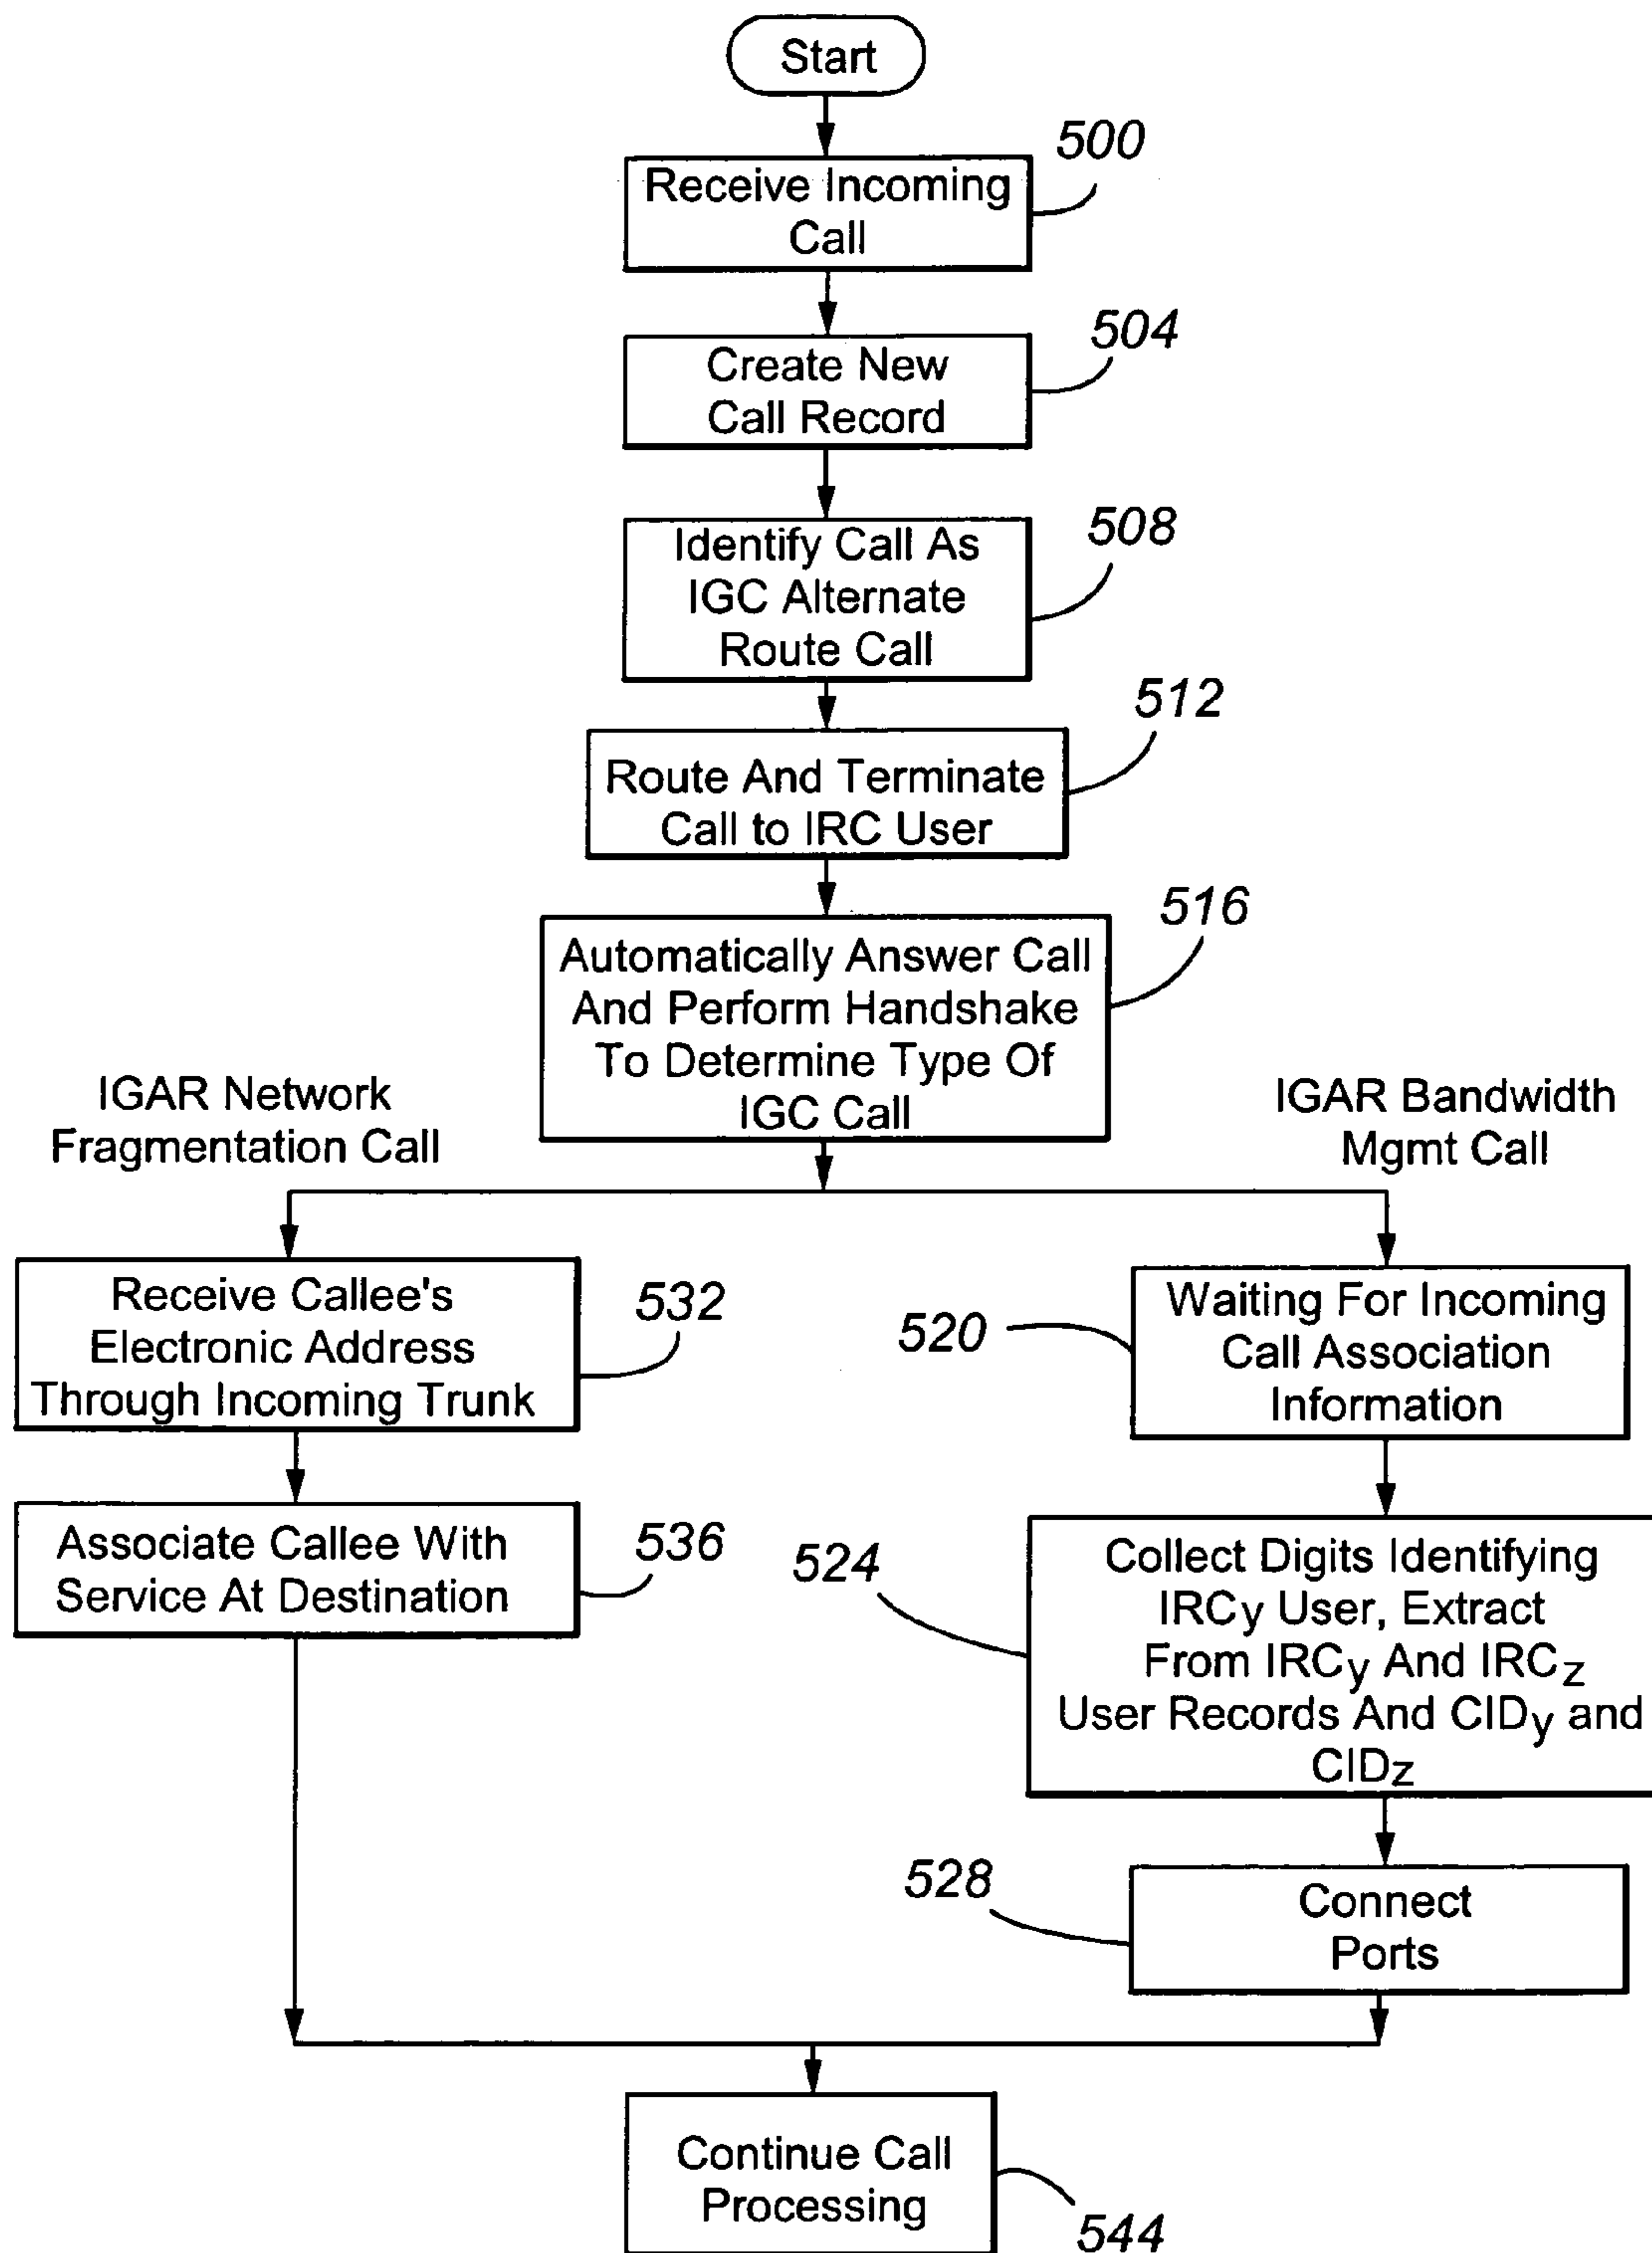 Start
500
Receive Incoming
Call
504
Create New
Call Record
508
Identify Call As
IGC Alternate
Route Call
512
Route And Terminate
Call to IRC User
516
Automatically Answer Call
And Perform Handshake
To Determine Type Of
IGC Call
IGAR Network
Fragmentation Call
IGAR Bandwidth
Mgmt Call
Receive Callee's
Electronic Address
Through Incoming Trunk
532
520
Waiting For Incoming
Call Association
Information
Associate Callee With
Service At Destination
536
524
Collect Digits Identifying
IRCy User, Extract
From IRCy And IRCz
User Records And CIDy and
CIDz
528
Connect
Ports
Continue Call
Processing
544